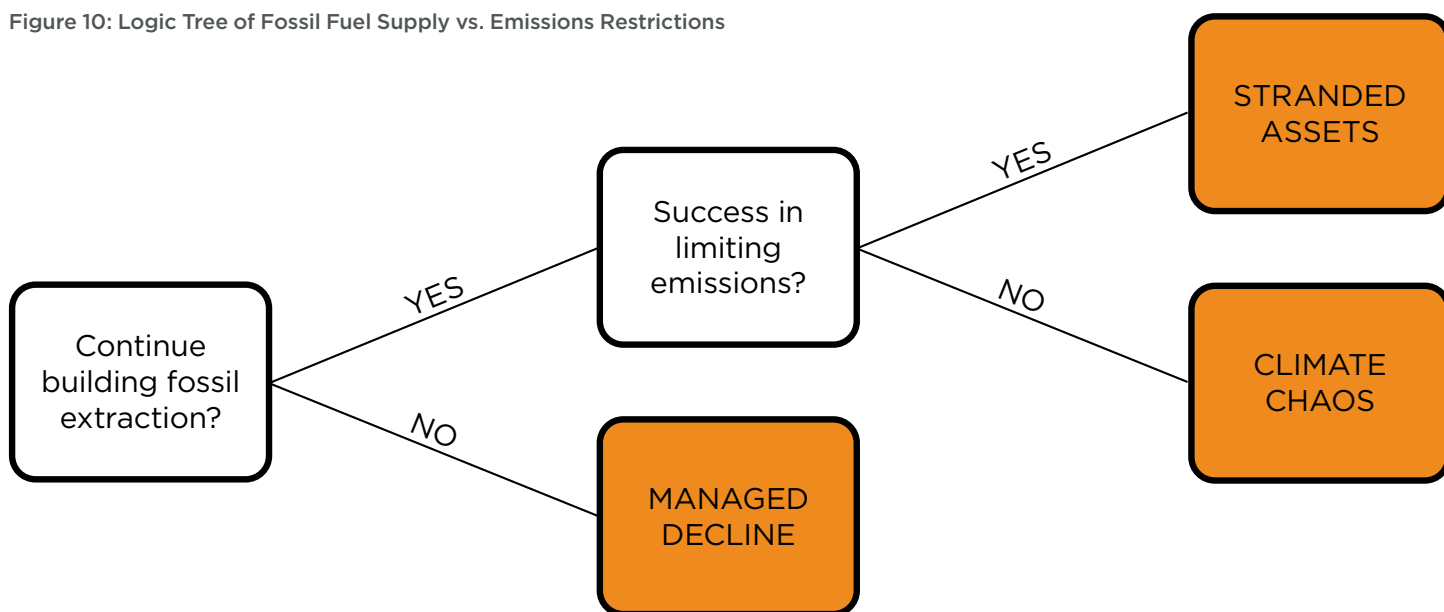 Figure 10: Logic Tree of Fossil Fuel Supply vs. Emissions Restrictions
Continue
building fossil
extraction?
YES
NO
Success in
limiting
emissions?
MANAGED
DECLINE
YES
NO
STRANDED
ASSETS
CLIMATE
CHAOS